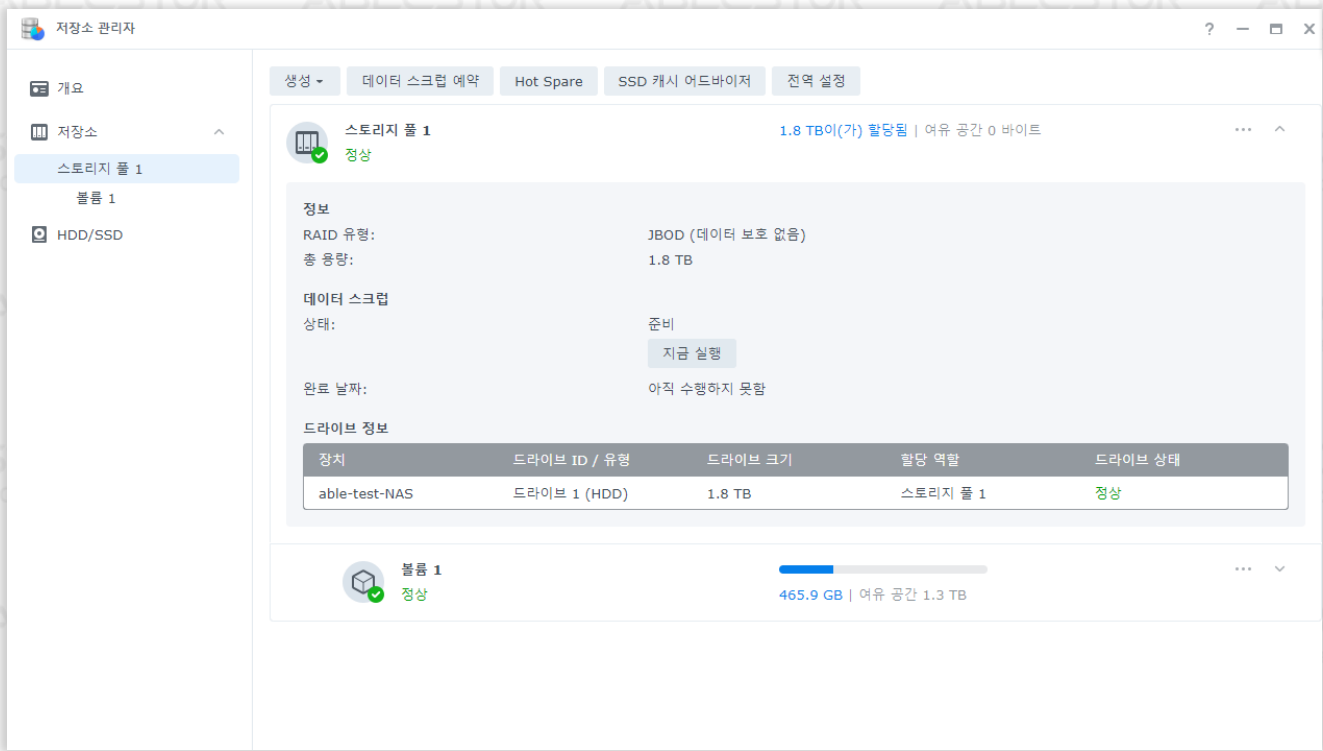 저장소 관리자
개요
저장소
스토리지 풀 1
볼륨 1
HDD/SSD
생성 데이터 스크럽 예약 Hot Spare SSD 캐시 어드바이저 전역 설정
스토리지 풀 1 1.8 TB이(가) 할당됨 | 여유 공간 0 바이트
정상
정보
RAID 유형: JBOD (데이터 보호 없음)
총 용량: 1.8 TB
데이터 스크럽
상태: 준비
지금 실행
완료 날짜: 아직 수행하지 못함
드라이브 정보
장치 드라이브 ID / 유형 드라이브 크기 할당 역할 드라이브 상태
able-test-NAS 드라이브 1 (HDD) 1.8 TB 스토리지 풀 1 정상
볼륨 1
정상 465.9 GB | 여유 공간 1.3 TB